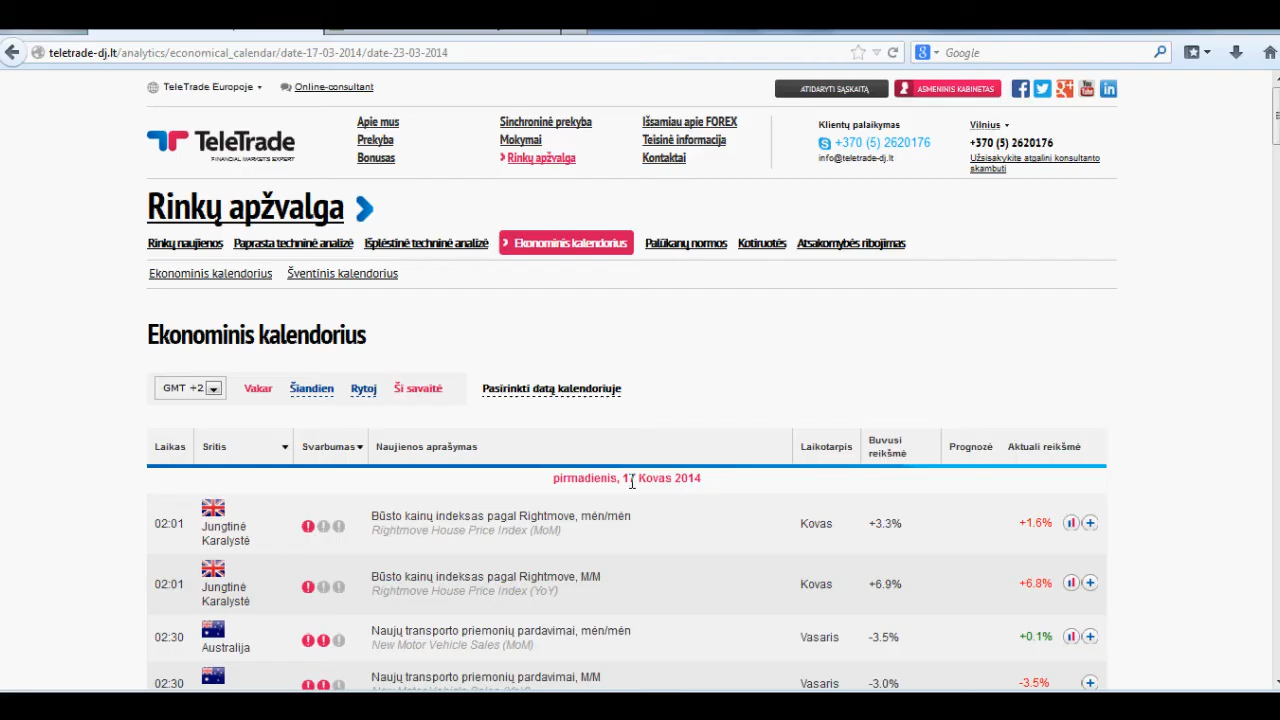 teletrade-dj.lt/analytics/economical_calendar/date-17-03-2014/date-23-03-2014
Google
TeleTrade Europoje
Online-consultant
ATIDARYTI SĄSKAITĄ
ASMENINIS KABINETAS
TeleTrade
FINANCIAL MARKETS EXPERT
Apie mus
Prekyba
Bonusas
Sinchroninė prekyba
Mokymai
Rinkų apžvalga
Išsamiau apie FOREX
Teisinė informacija
Kontaktai
Klientų palaikymas
+370 (5) 2620176
info@teletrade-dj.lt
Vilnius
+370 (5) 2620176
Užsisakykite atgalinį konsultanto
skambutį
Rinkų apžvalga
Rinkų naujienos Paprasta techninė analizė Išplėstinė techninė analizė Ekonominis kalendorius Palūkanų normos Kotiruotės Atsakomybės ribojimas
Ekonominis kalendorius Šventinis kalendorius
Ekonominis kalendorius
GMT +2 Vakar Šiandien Rytoj Ši savaitė Pasirinkti datą kalendoriuje
Laikas Sritis Svarbumas Naujienos aprašymas Laikotarpis Buvusi reikšmė Prognozė Aktuali reikšmė
pirmadienis, 17 Kovas 2014
02:01 Jungtinė Karalystė Būsto kainų indeksas pagal Rightmove, mėn/mėn Kovas +3.3% +1.6%
Rightmove House Price Index (MoM)
02:01 Jungtinė Karalystė Būsto kainų indeksas pagal Rightmove, M/M Kovas +6.9% +6.8%
Rightmove House Price Index (YoY)
02:30 Australija Naujų transporto priemonių pardavimai, mėn/mėn Vasaris -3.5% +0.1%
New Motor Vehicle Sales (MoM)
02:30 Naujų transporto priemonių pardavimai, M/M Vasaris -3.0% -3.5%
New Motor Vehicle Sales (YoY)